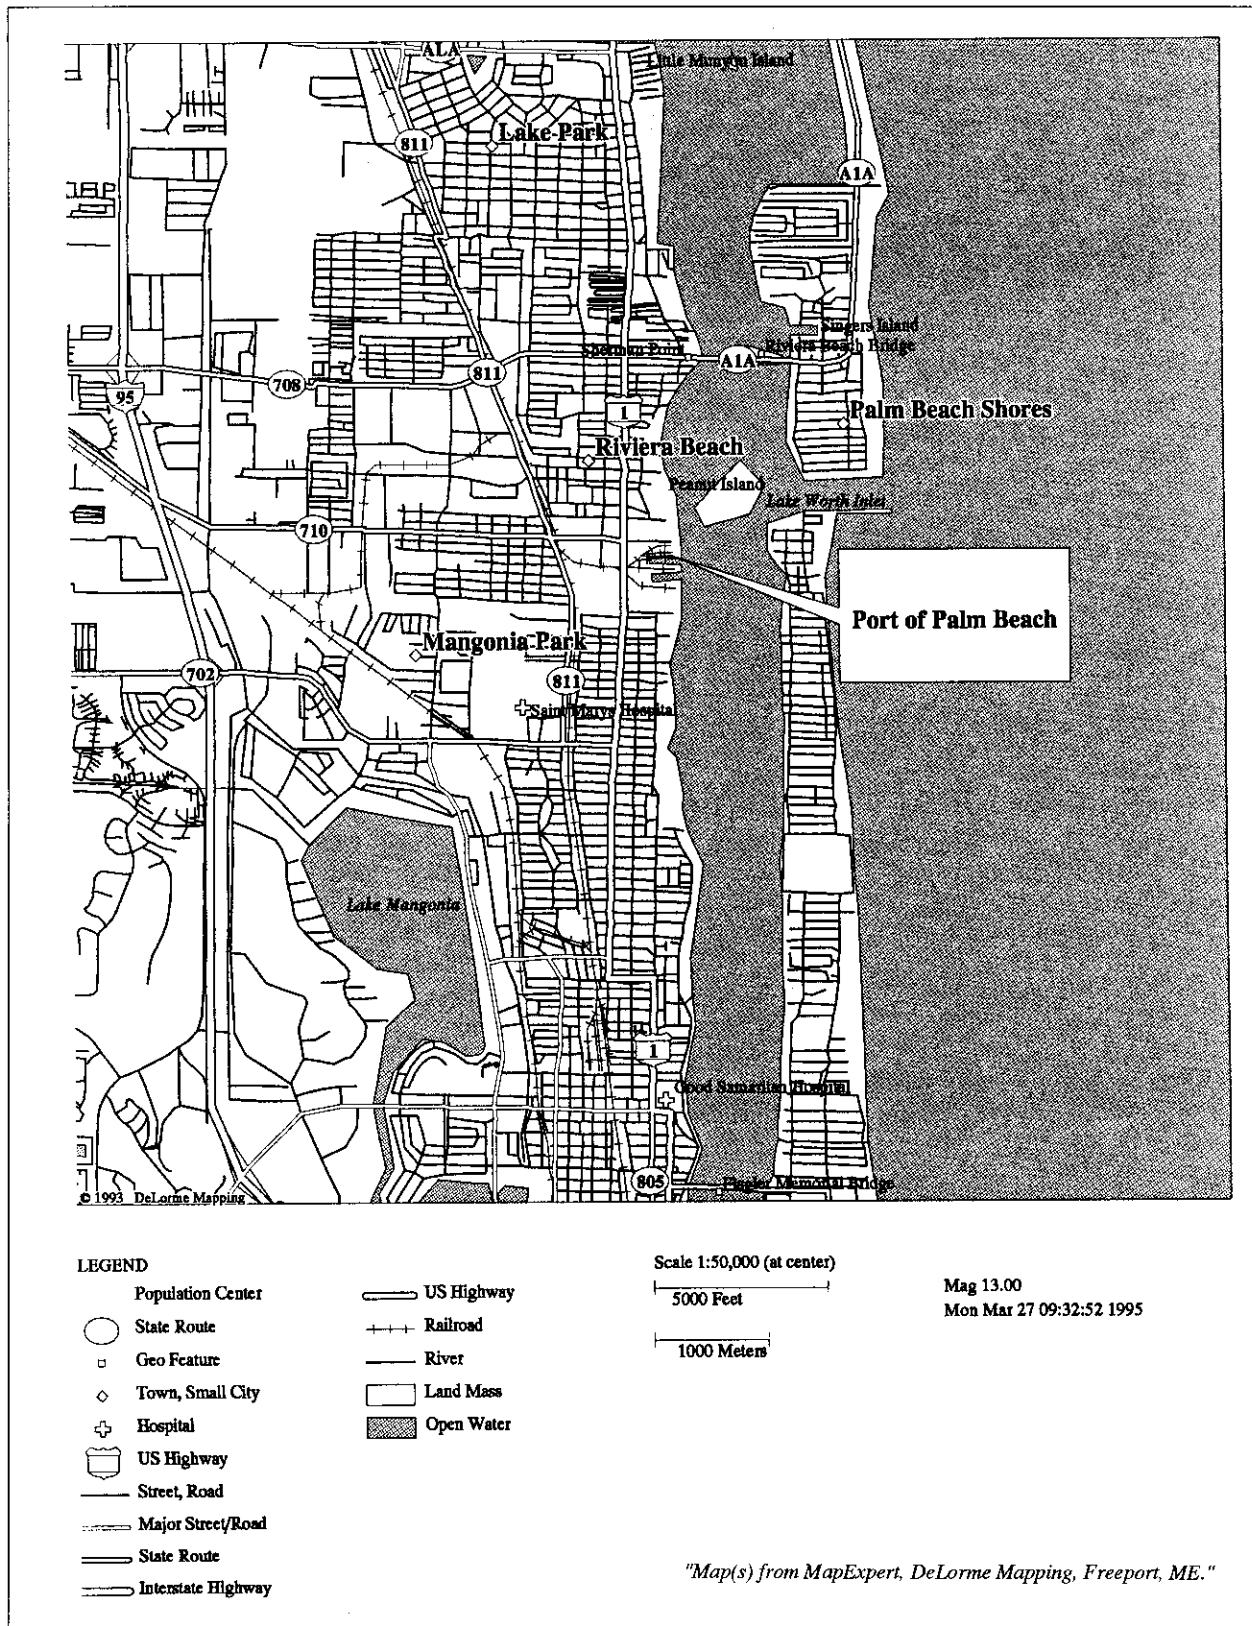 ALA
Little Munyon Island
Lake Park
811
A1A
Singers Island
Riviera Beach Bridge
Sherman Point
A1A
708
811
95
1
Palm Beach Shores
Riviera Beach
Peanut Island
Lake Worth Inlet
710
Port of Palm Beach
Mangonia Park
702
811
Saint Marys Hospital
Lake Mangonia
1
Good Samaritan Hospital
805
Flagler Memorial Bridge
© 1993 DeLorme Mapping
LEGEND
Population Center
State Route
Geo Feature
Town, Small City
Hospital
US Highway
Street, Road
Major Street/Road
State Route
Interstate Highway
US Highway
Railroad
River
Land Mass
Open Water
Scale 1:50,000 (at center)
5000 Feet
1000 Meters
Mag 13.00
Mon Mar 27 09:32:52 1995
"Map(s) from MapExpert, DeLorme Mapping, Freeport, ME."